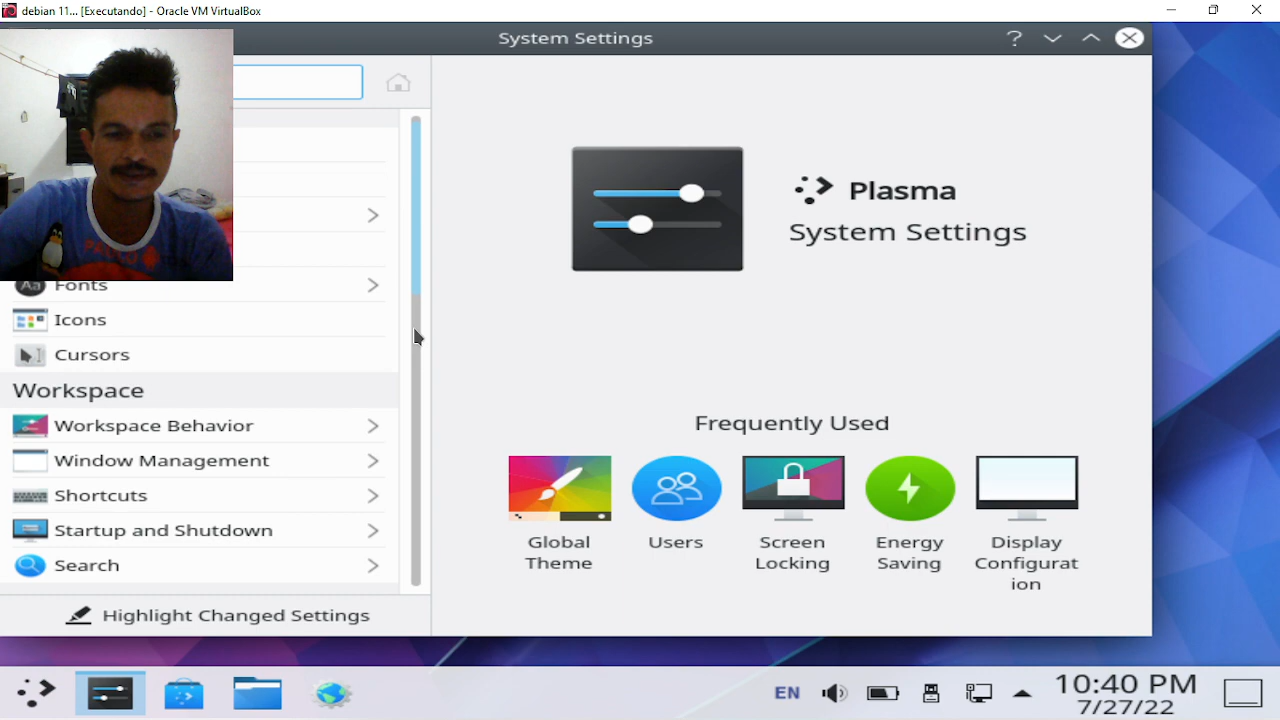 debian 11... [Executando] - Oracle VM VirtualBox
System Settings
Plasma
System Settings
Aa Fonts
Icons
Cursors
Workspace
Workspace Behavior
Window Management
Shortcuts
Startup and Shutdown
Search
Highlight Changed Settings
Frequently Used
Global
Theme
Users
Screen
Locking
Energy
Saving
Display
Configurat
ion
EN
10:40 PM
7/27/22